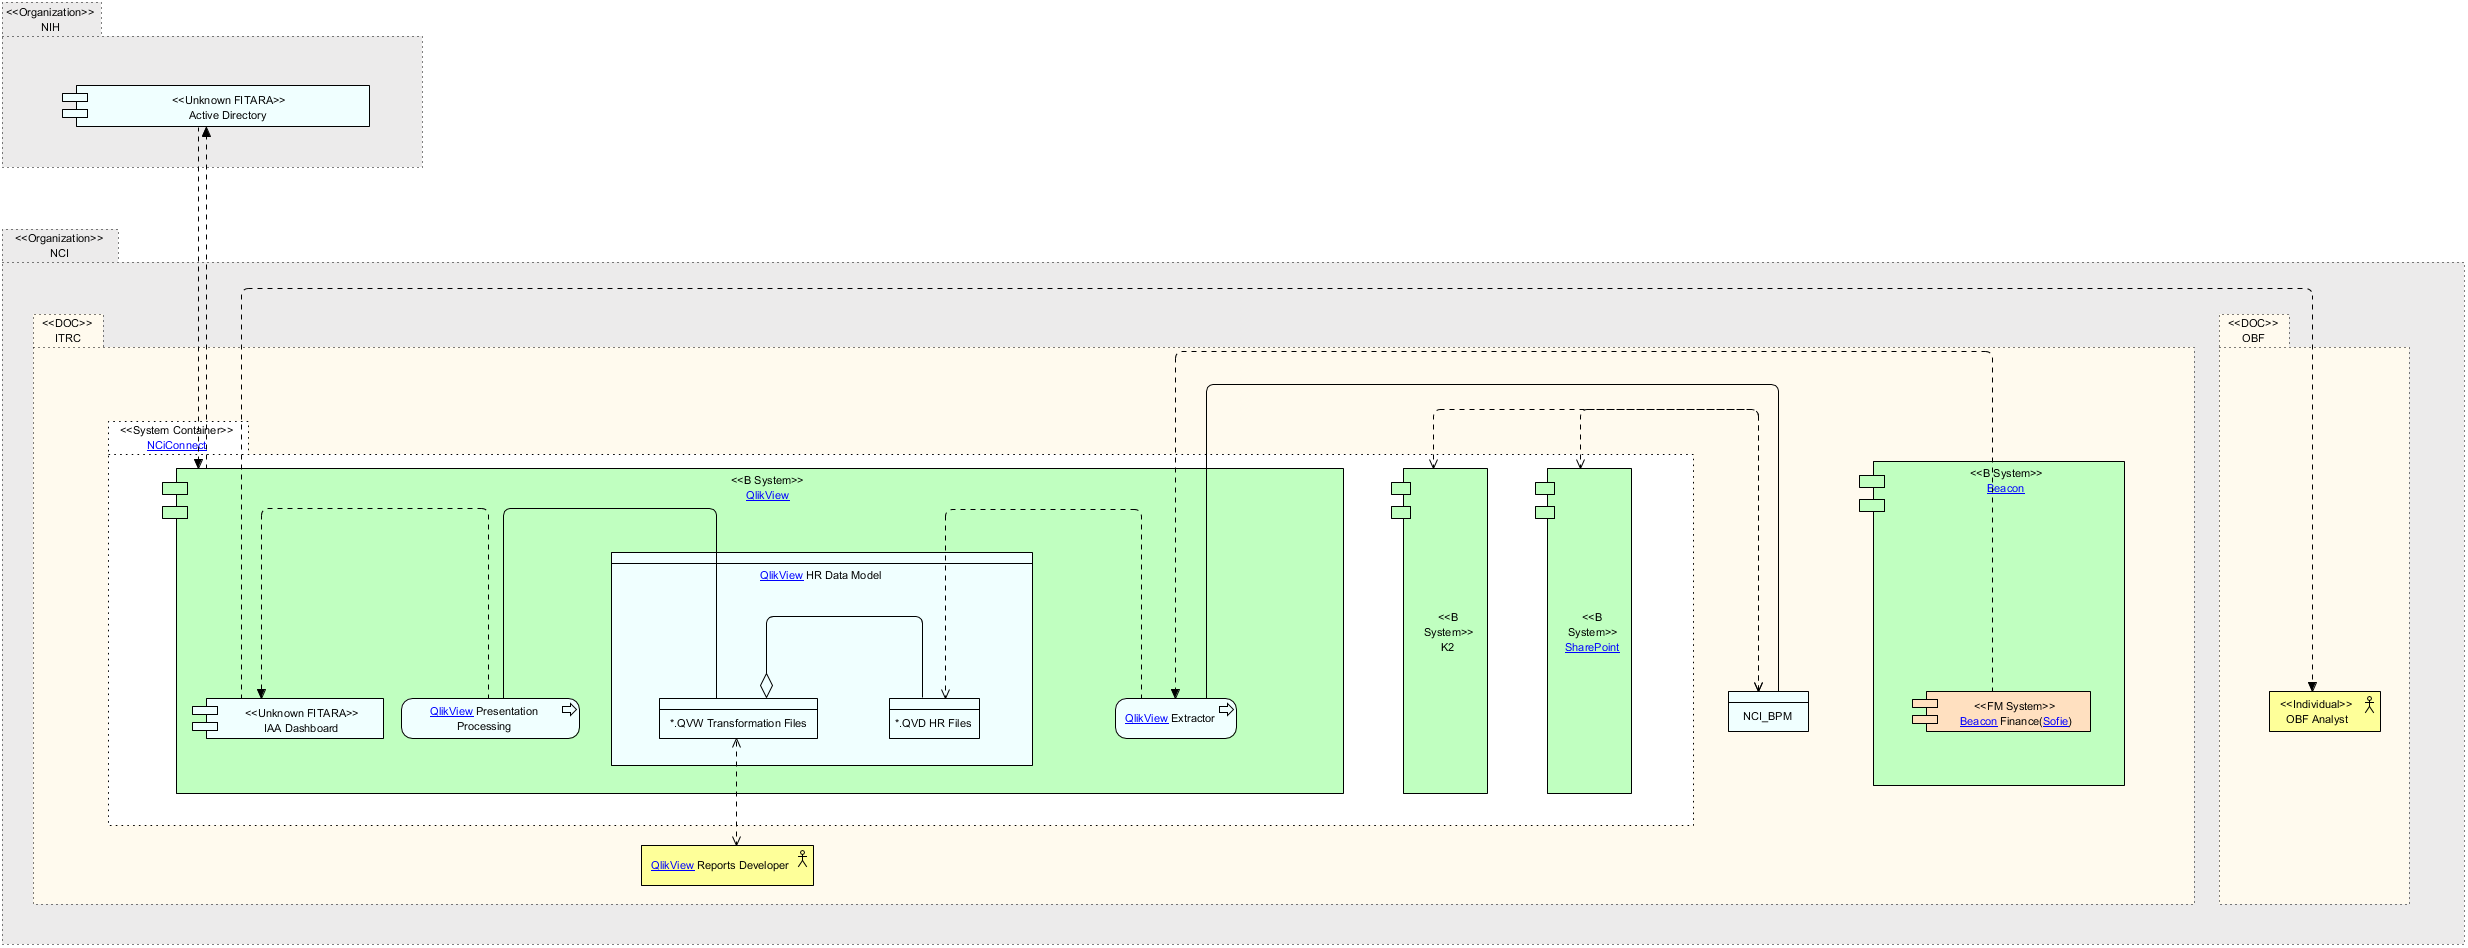 <<Organization>>
NIH
<<Unknown FITARA>>
Active Directory
<<Organization>>
NCI
<<DOC>>
ITRC
<<DOC>>
OBF
<<System Container>>
NCiConnect
<<B System>>
QlikView
<<B System>>
Beacon
QlikView HR Data Model
<<B
System>>
K2
<<B
System>>
SharePoint
<<Unknown FITARA>>
IAA Dashboard
QlikView Presentation
Processing
*.QVW Transformation Files
*.QVD HR Files
QlikView Extractor
NCI_BPM
<<FM System>>
Beacon Finance(Sofie)
<<Individual>>
OBF Analyst
QlikView Reports Developer